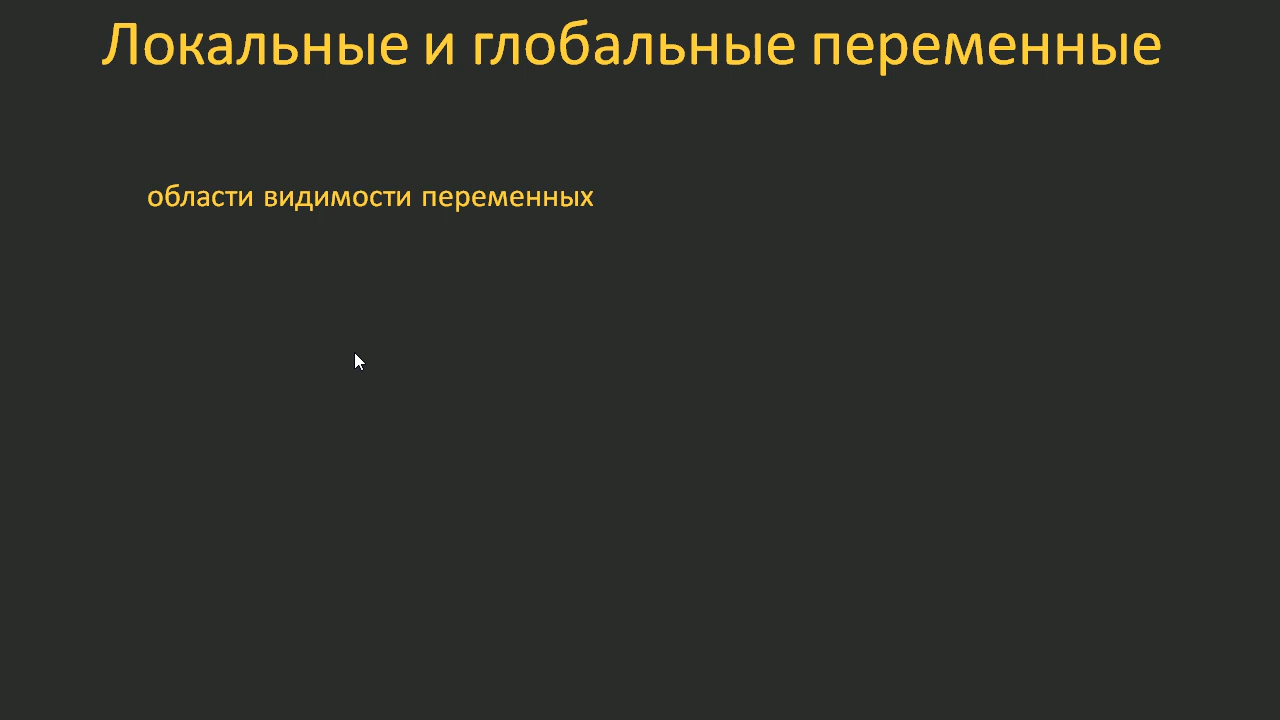 Локальные и глобальные переменные
области видимости переменных